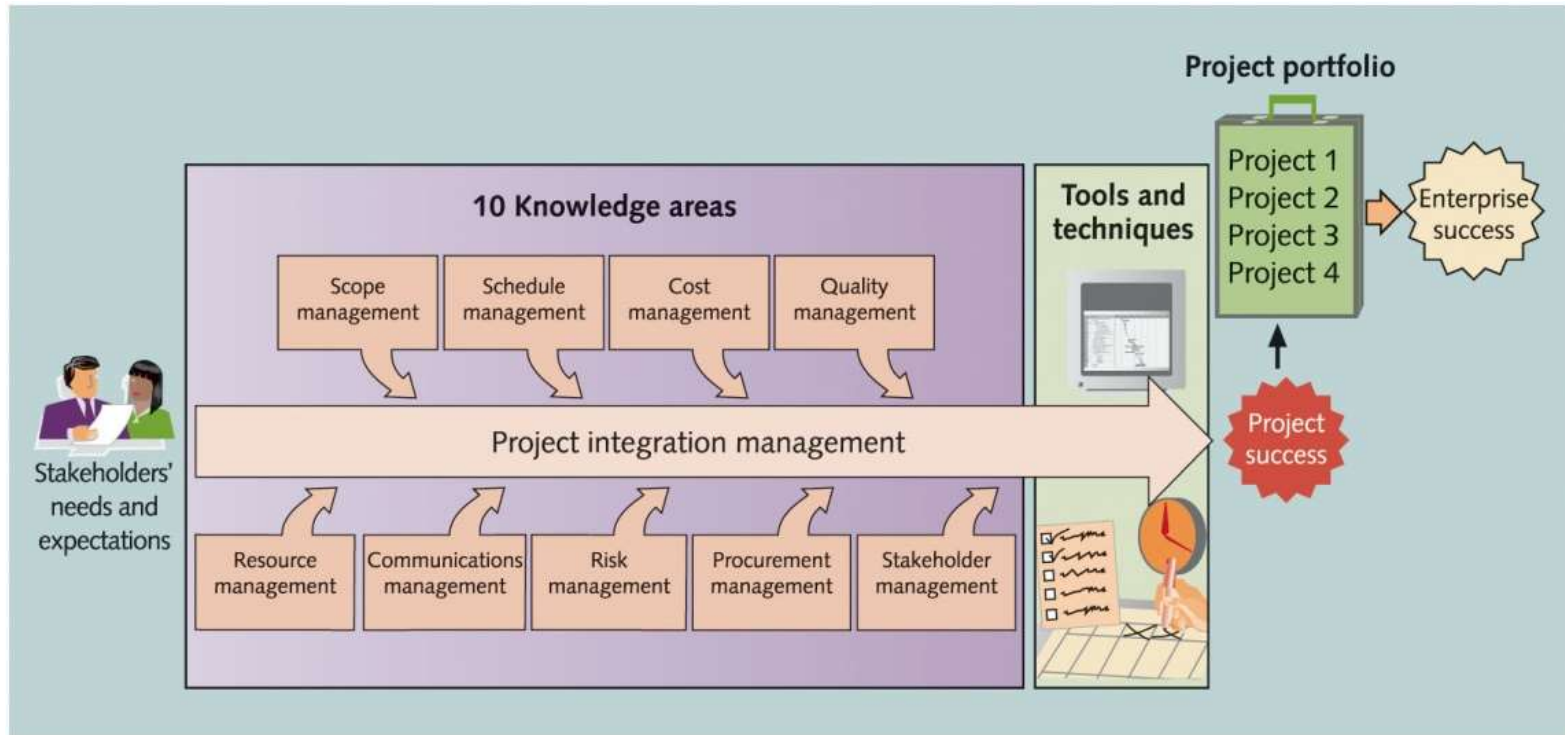 Project portfolio
Project 1
Project 2
Project 3
Project 4
Enterprise
success
10 Knowledge areas
Tools and
techniques
Scope
management
Schedule
management
Cost
management
Quality
management
Stakeholders’
needs and
expectations
Project integration management
Project
success
Resource
management
Communications
management
Risk
management
Procurement
management
Stakeholder
management